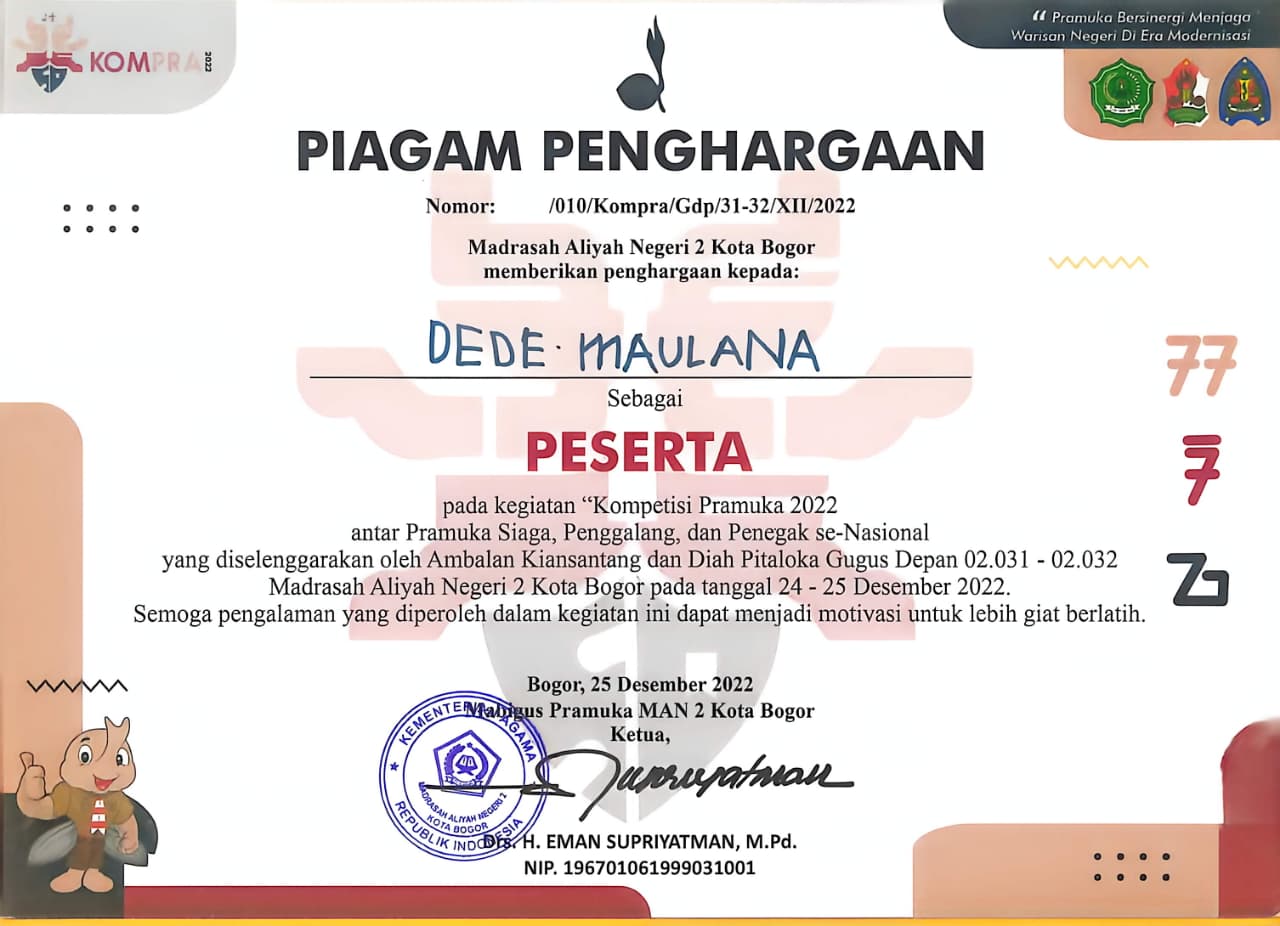 KOMPRA 2022
“ Pramuka Bersinergi Menjaga
Warisan Negeri Di Era Modernisasi
PIAGAM PENGHARGAAN
Nomor: /010/Kompra/Gdp/31-32/XII/2022
Madrasah Aliyah Negeri 2 Kota Bogor
memberikan penghargaan kepada:
DEDE. MAULANA
Sebagai
PESERTA
pada kegiatan “Kompetisi Pramuka 2022
antar Pramuka Siaga, Penggalang, dan Penegak se-Nasional
yang diselenggarakan oleh Ambalan Kiansantang dan Diah Pitaloka Gugus Depan 02.031 - 02.032
Madrasah Aliyah Negeri 2 Kota Bogor pada tanggal 24 - 25 Desember 2022.
Semoga pengalaman yang diperoleh dalam kegiatan ini dapat menjadi motivasi untuk lebih giat berlatih.
Bogor, 25 Desember 2022
Mabigus Pramuka MAN 2 Kota Bogor
Ketua,
KEMENTERIAN AGAMA
MADRASAH ALIYAH NEGERI 2
KOTA BOGOR
REPUBLIK INDONESIA
Supriyatman
Drs. H. EMAN SUPRIYATMAN, M.Pd.
NIP. 196701061999031001